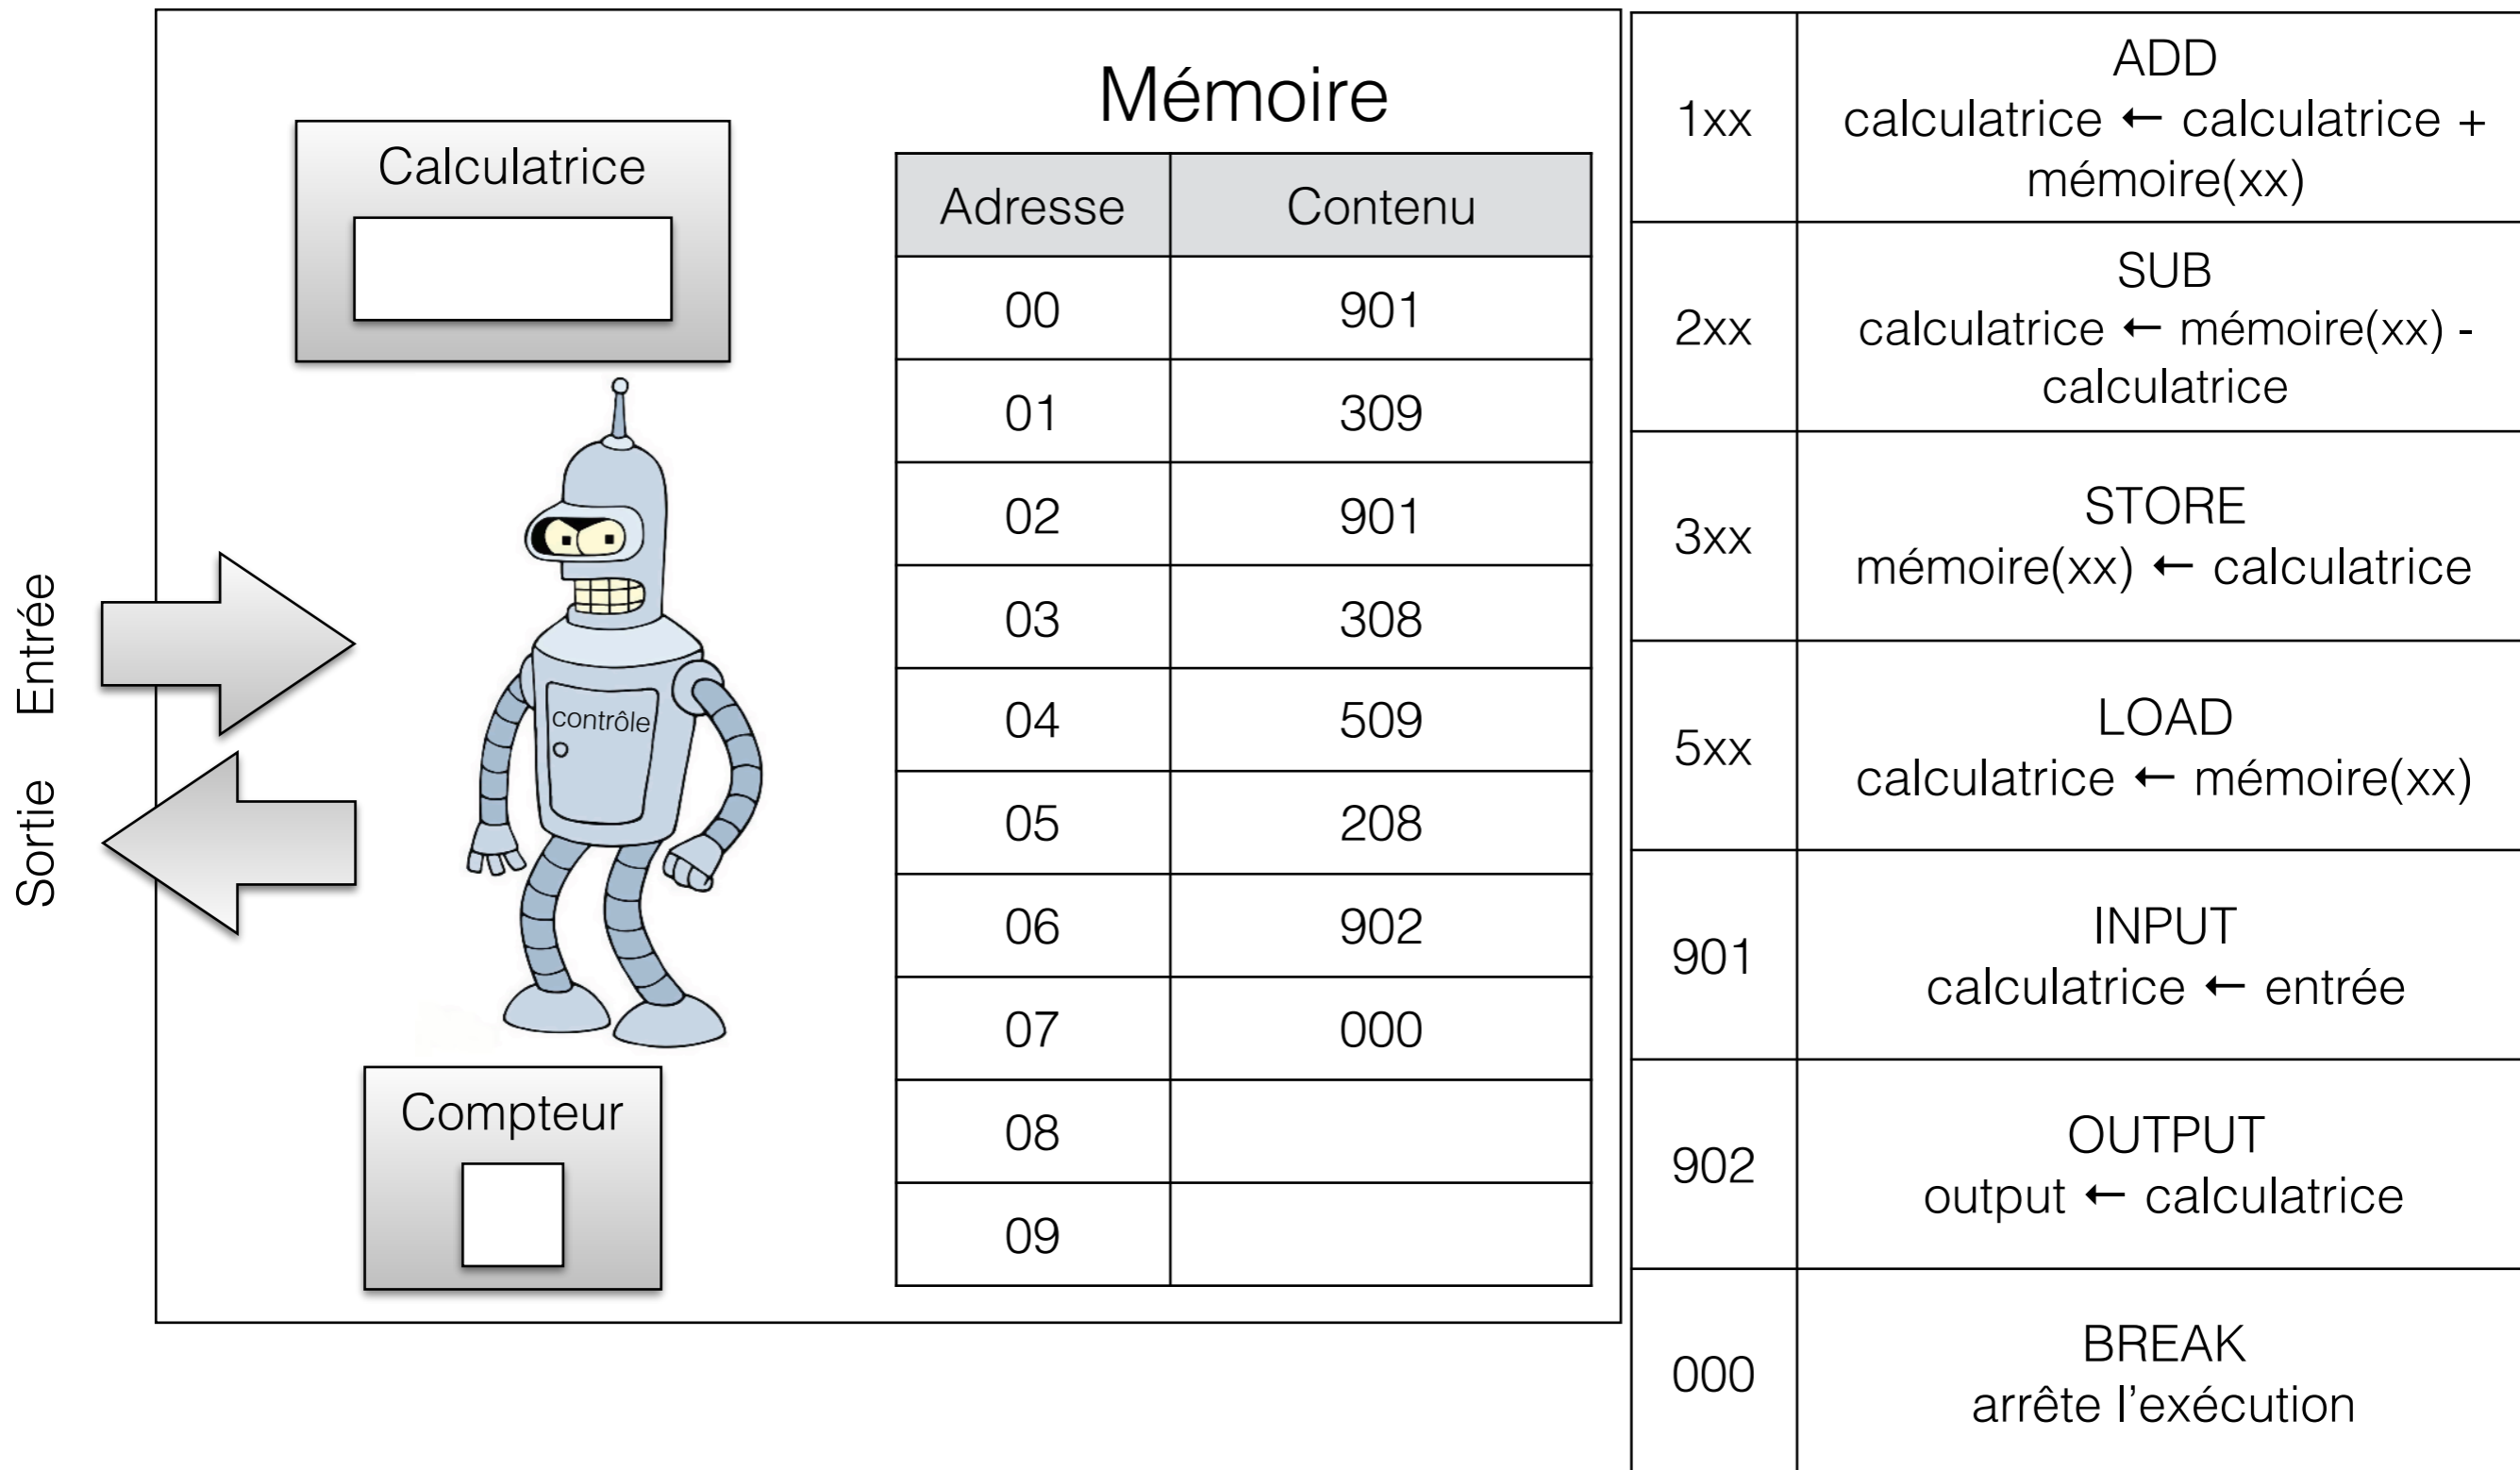 Entrée
Sortie
Calculatrice
contrôle
Compteur
Mémoire
Adresse Contenu
00 901
01 309
02 901
03 308
04 509
05 208
06 902
07 000
08
09
1xx
ADD
calculatrice ← calculatrice +
mémoire(xx)
2xx
SUB
calculatrice ← mémoire(xx) -
calculatrice
3xx
STORE
mémoire(xx) ← calculatrice
5xx
LOAD
calculatrice ← mémoire(xx)
901
INPUT
calculatrice ← entrée
902
OUTPUT
output ← calculatrice
000
BREAK
arrête l’exécution